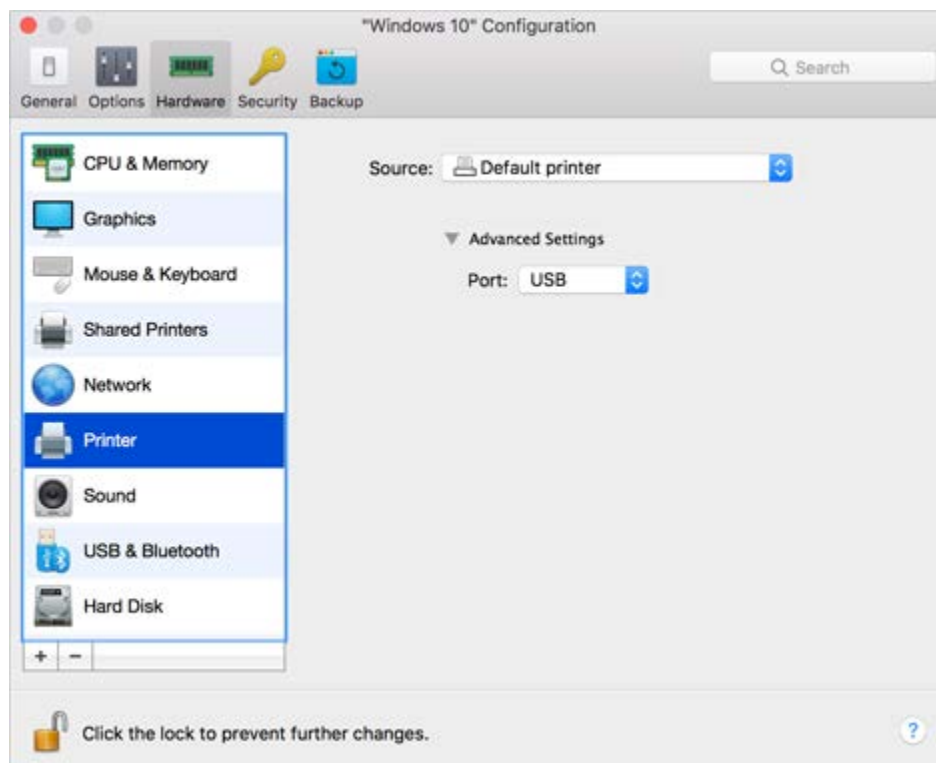 "Windows 10" Configuration
General Options Hardware Security Backup
Search
CPU & Memory
Graphics
Mouse & Keyboard
Shared Printers
Network
Printer
Sound
USB & Bluetooth
Hard Disk
+ −
Source: Default printer
Advanced Settings
Port: USB
Click the lock to prevent further changes.
?